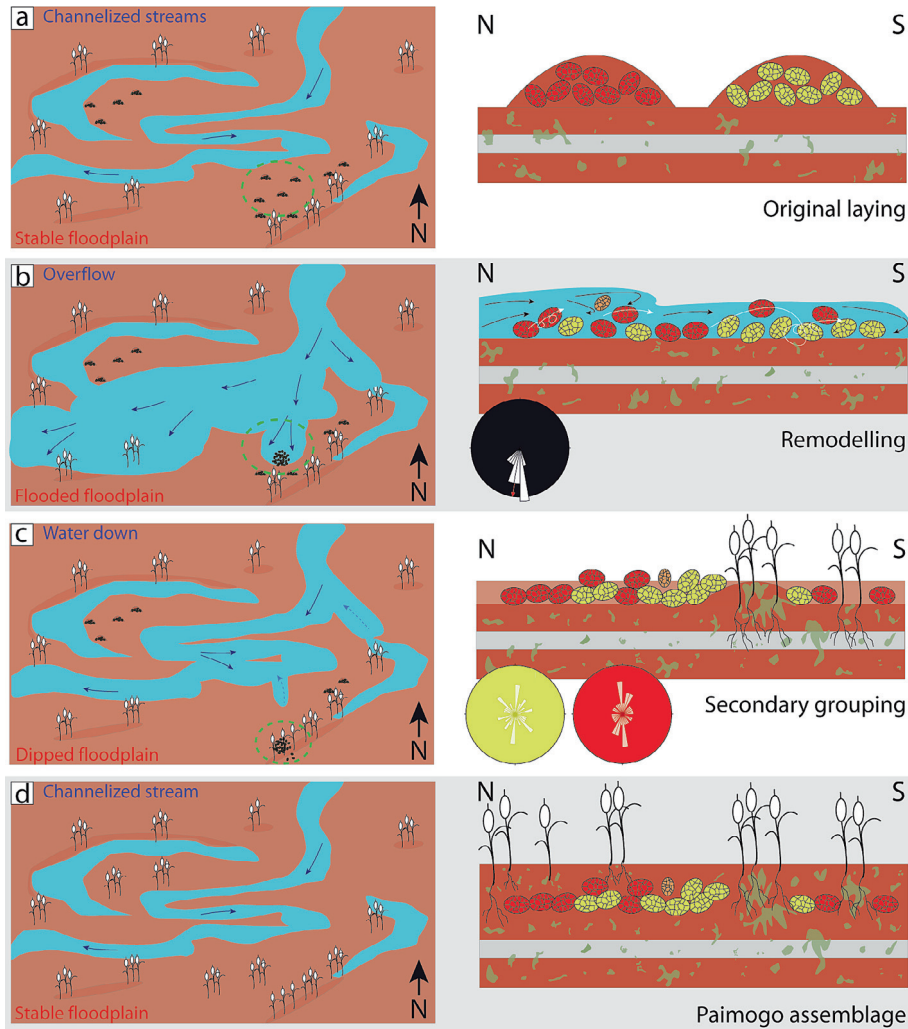 a
Channelized streams
N
Stable floodplain
N
S
Original laying
b
Overflow
N
Flooded floodplain
N
S
Remodelling
c
Water down
N
Dipped floodplain
N
S
Secondary grouping
d
Channelized stream
N
Stable floodplain
N
S
Paimogo assemblage